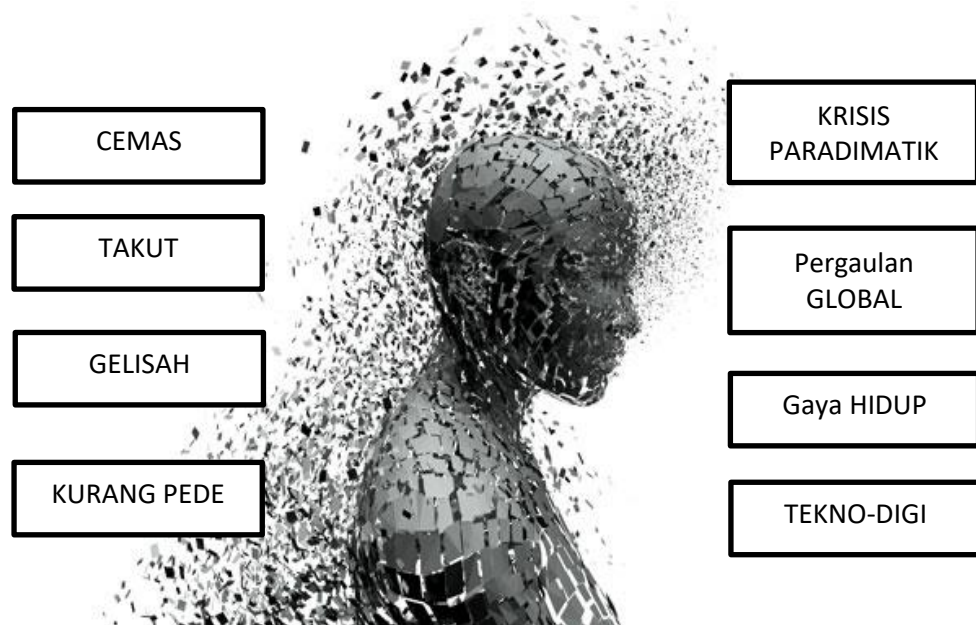 CEMAS
TAKUT
GELISAH
KURANG PEDE
KRISIS
PARADIMATIK
Pergaulan
GLOBAL
Gaya HIDUP
TEKNO-DIGI